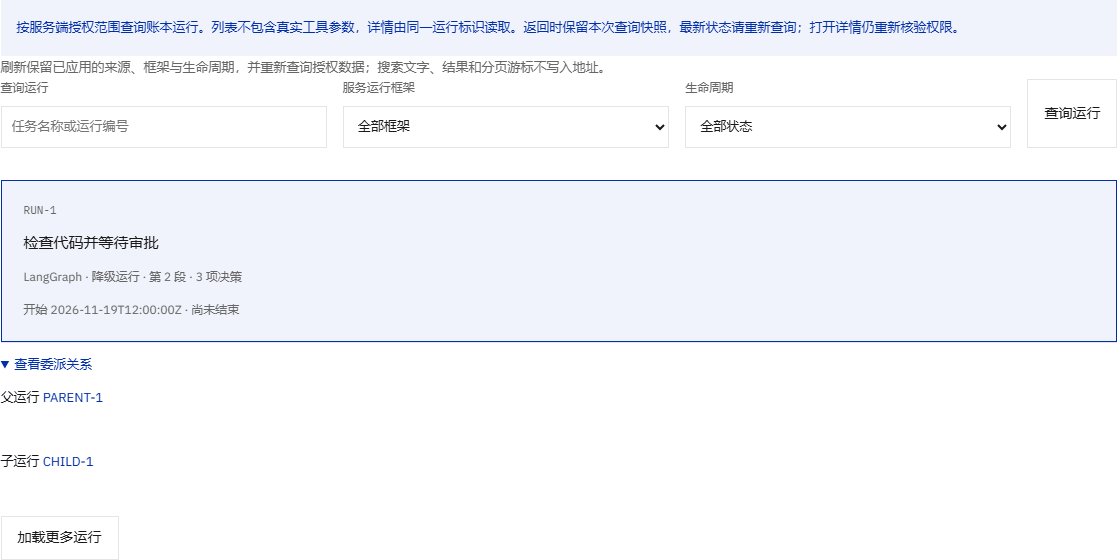 按服务端授权范围查询账本运行。列表不包含真实工具参数，详情由同一运行标识读取。返回时保留本次查询快照，最新状态请重新查询；打开详情仍重新核验权限。
刷新保留已应用的来源、框架与生命周期，并重新查询授权数据；搜索文字、结果和分页游标不写入地址。
查询运行
服务运行框架
生命周期
任务名称或运行编号
全部框架
全部状态
查询运行
RUN-1
检查代码并等待审批
LangGraph · 降级运行 · 第 2 段 · 3 项决策
开始 2026-11-19T12:00:00Z · 尚未结束
▼ 查看委派关系
父运行 PARENT-1
子运行 CHILD-1
加载更多运行